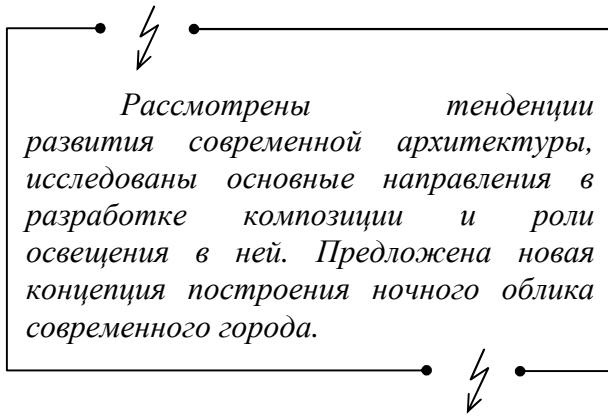 Рассмотрены тенденции
развития современной архитектуры,
исследованы основные направления в
разработке композиции и роли
освещения в ней. Предложена новая
концепция построения ночного облика
современного города.